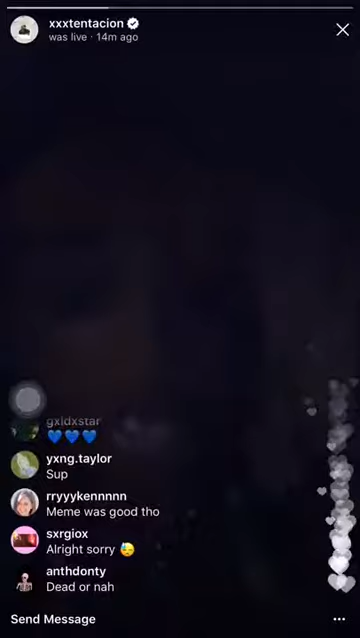 xxxtentacion
was live · 14m ago
gxidxstar
💙💙💙
yxng.taylor
Sup
rryyykennnnn
Meme was good tho
sxrgiox
Alright sorry 😓
anthdonty
Dead or nah
Send Message